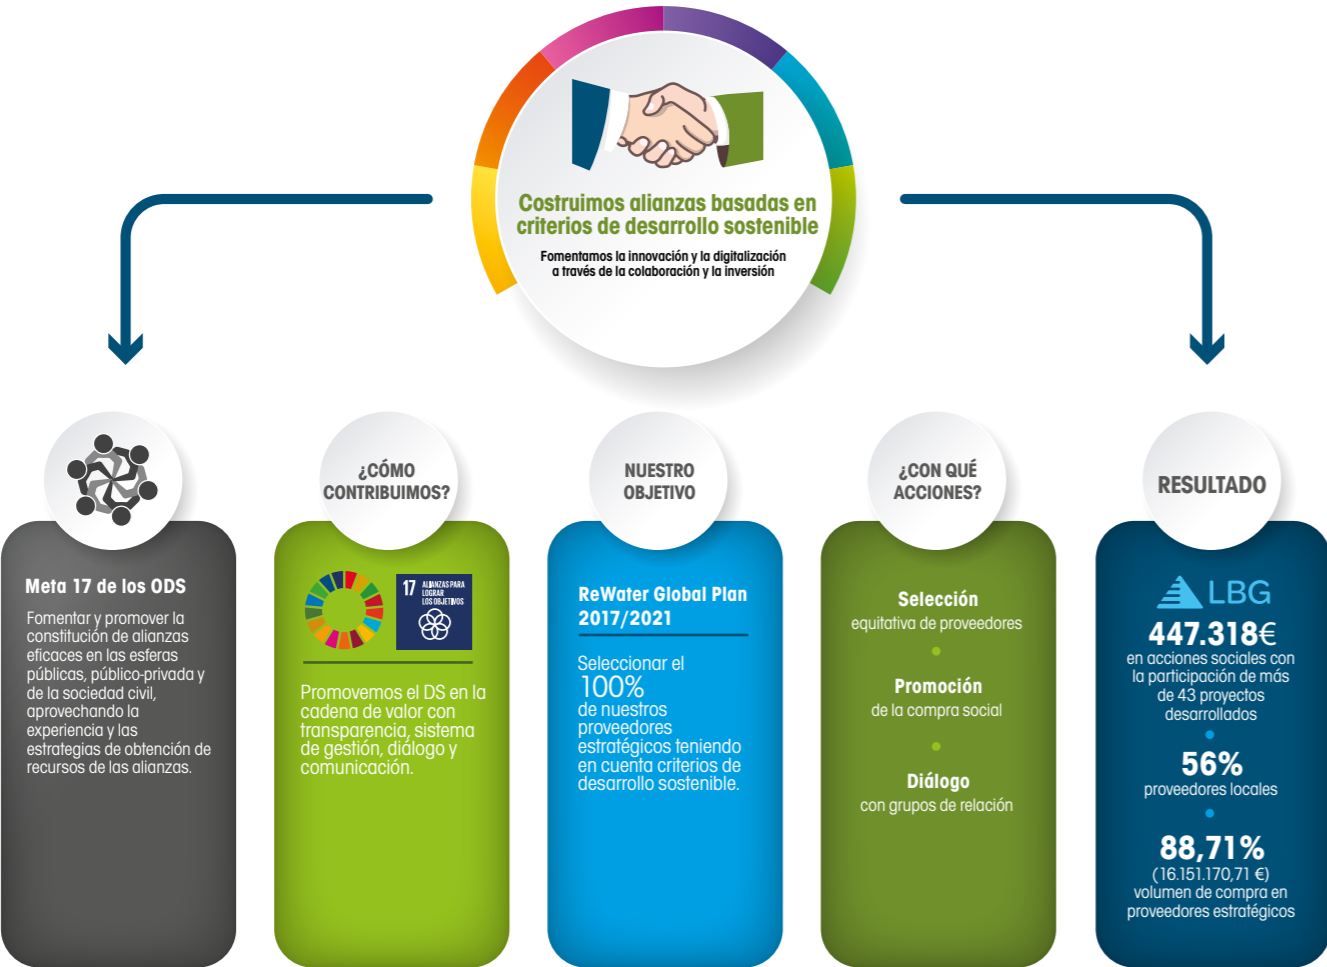 Costruimos alianzas basadas en
criterios de desarrollo sostenible
Fomentamos la innovación y la digitalización
a través de la colaboración y la inversión
Meta 17 de los ODS
Fomentar y promover la
constitución de alianzas
eficaces en las esferas
públicas, público-privada y
de la sociedad civil,
aprovechando la
experiencia y las
estrategias de obtención de
recursos de las alianzas.
¿CÓMO
CONTRIBUIMOS?
17 ALIANZAS PARA
LOGRAR
LOS OBJETIVOS
Promovemos el DS en la
cadena de valor con
transparencia, sistema
de gestión, diálogo y
comunicación.
NUESTRO
OBJETIVO
ReWater Global Plan
2017/2021
Seleccionar el
100%
de nuestros
proveedores
estratégicos teniendo
en cuenta criterios de
desarrollo sostenible.
¿CON QUÉ
ACCIONES?
Selección
equitativa de proveedores
Promoción
de la compra social
Diálogo
con grupos de relación
RESULTADO
LBG
447.318€
en acciones sociales con
la participación de más
de 43 proyectos
desarrollados
56%
proveedores locales
88,71%
(16.151.170,71 €)
volumen de compra en
proveedores estratégicos